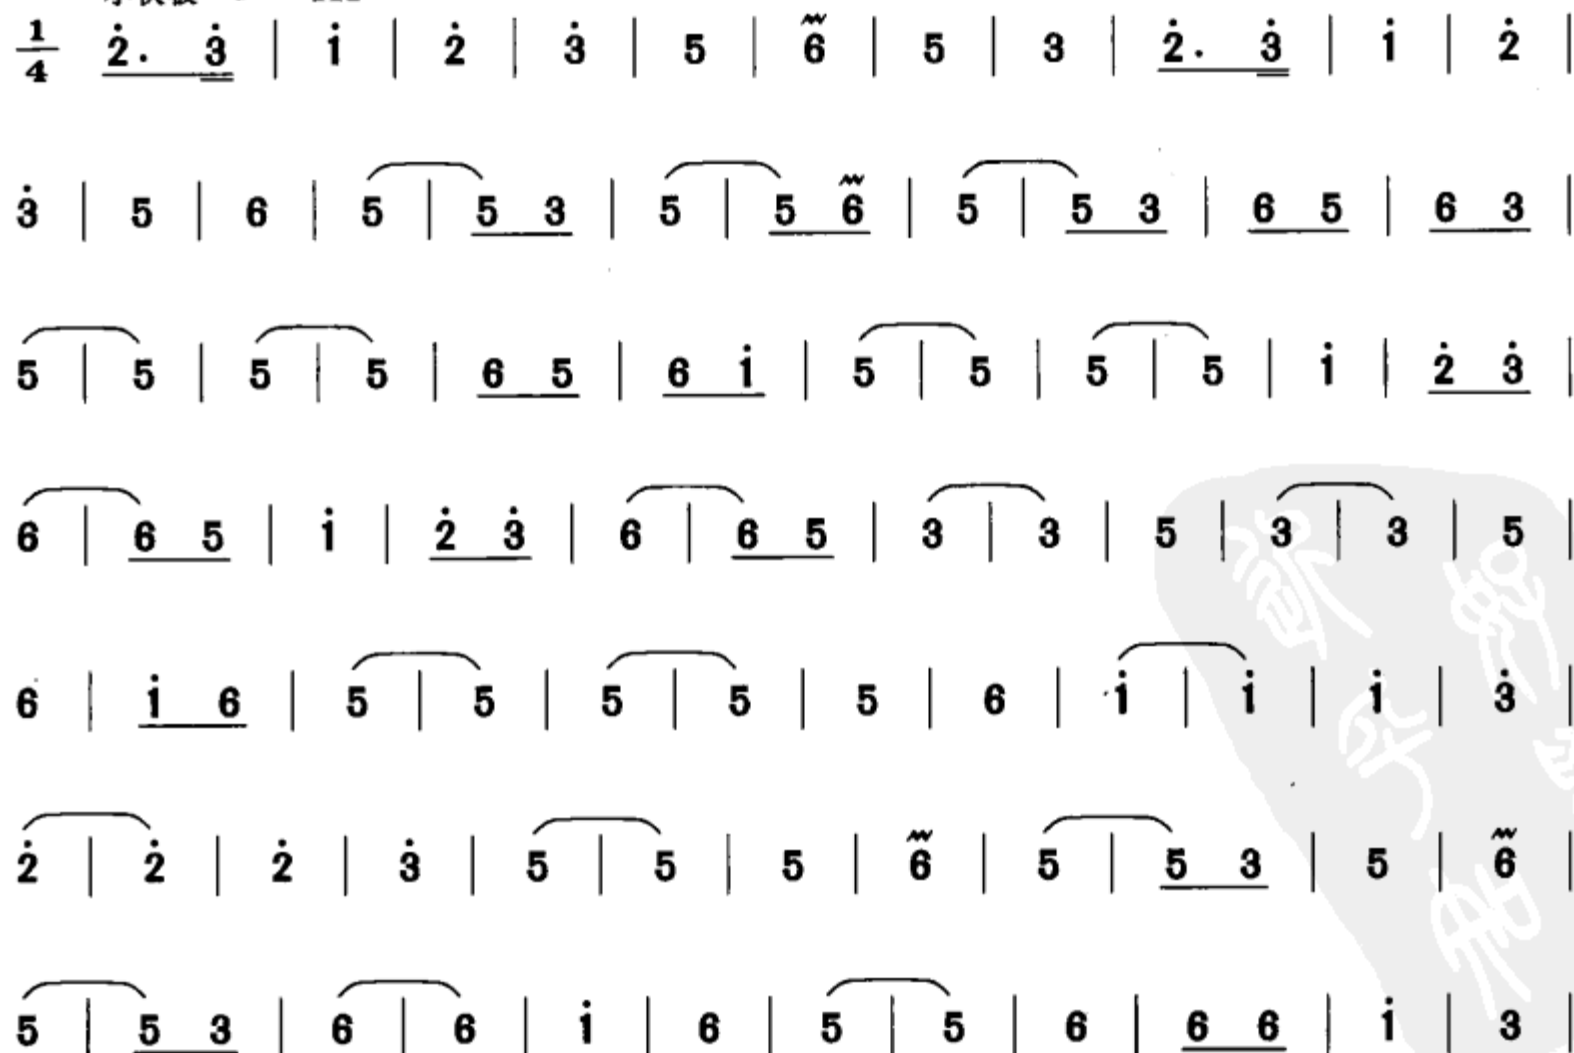 1/4 2̇. 3̇ | 1̇ | 2̇ | 3̇ | 5 | 6 | 5 | 3 | 2̇. 3̇ | 1̇ | 2̇ |
3̇ | 5 | 6 | 5 | 5 3 | 5 | 5 6 | 5 | 5 3 | 6 5 | 6 3 |
5 | 5 | 5 | 5 | 6 5 | 6 1̇ | 5 | 5 | 5 | 5 | 1̇ | 2̇ 3̇ |
6 | 6 5 | 1̇ | 2̇ 3̇ | 6 | 6 5 | 3 | 3 | 5 | 3 | 3 | 5 |
6 | 1̇ 6 | 5 | 5 | 5 | 5 | 5 | 6 | 1̇ | 1̇ | 1̇ | 3̇ |
2̇ | 2̇ | 2̇ | 3̇ | 5 | 5 | 5 | 6 | 5 | 5 3 | 5 | 6 |
5 | 5 3 | 6 | 6 | 1̇ | 6 | 5 | 5 | 6 | 6 6 | 1̇ | 3 |